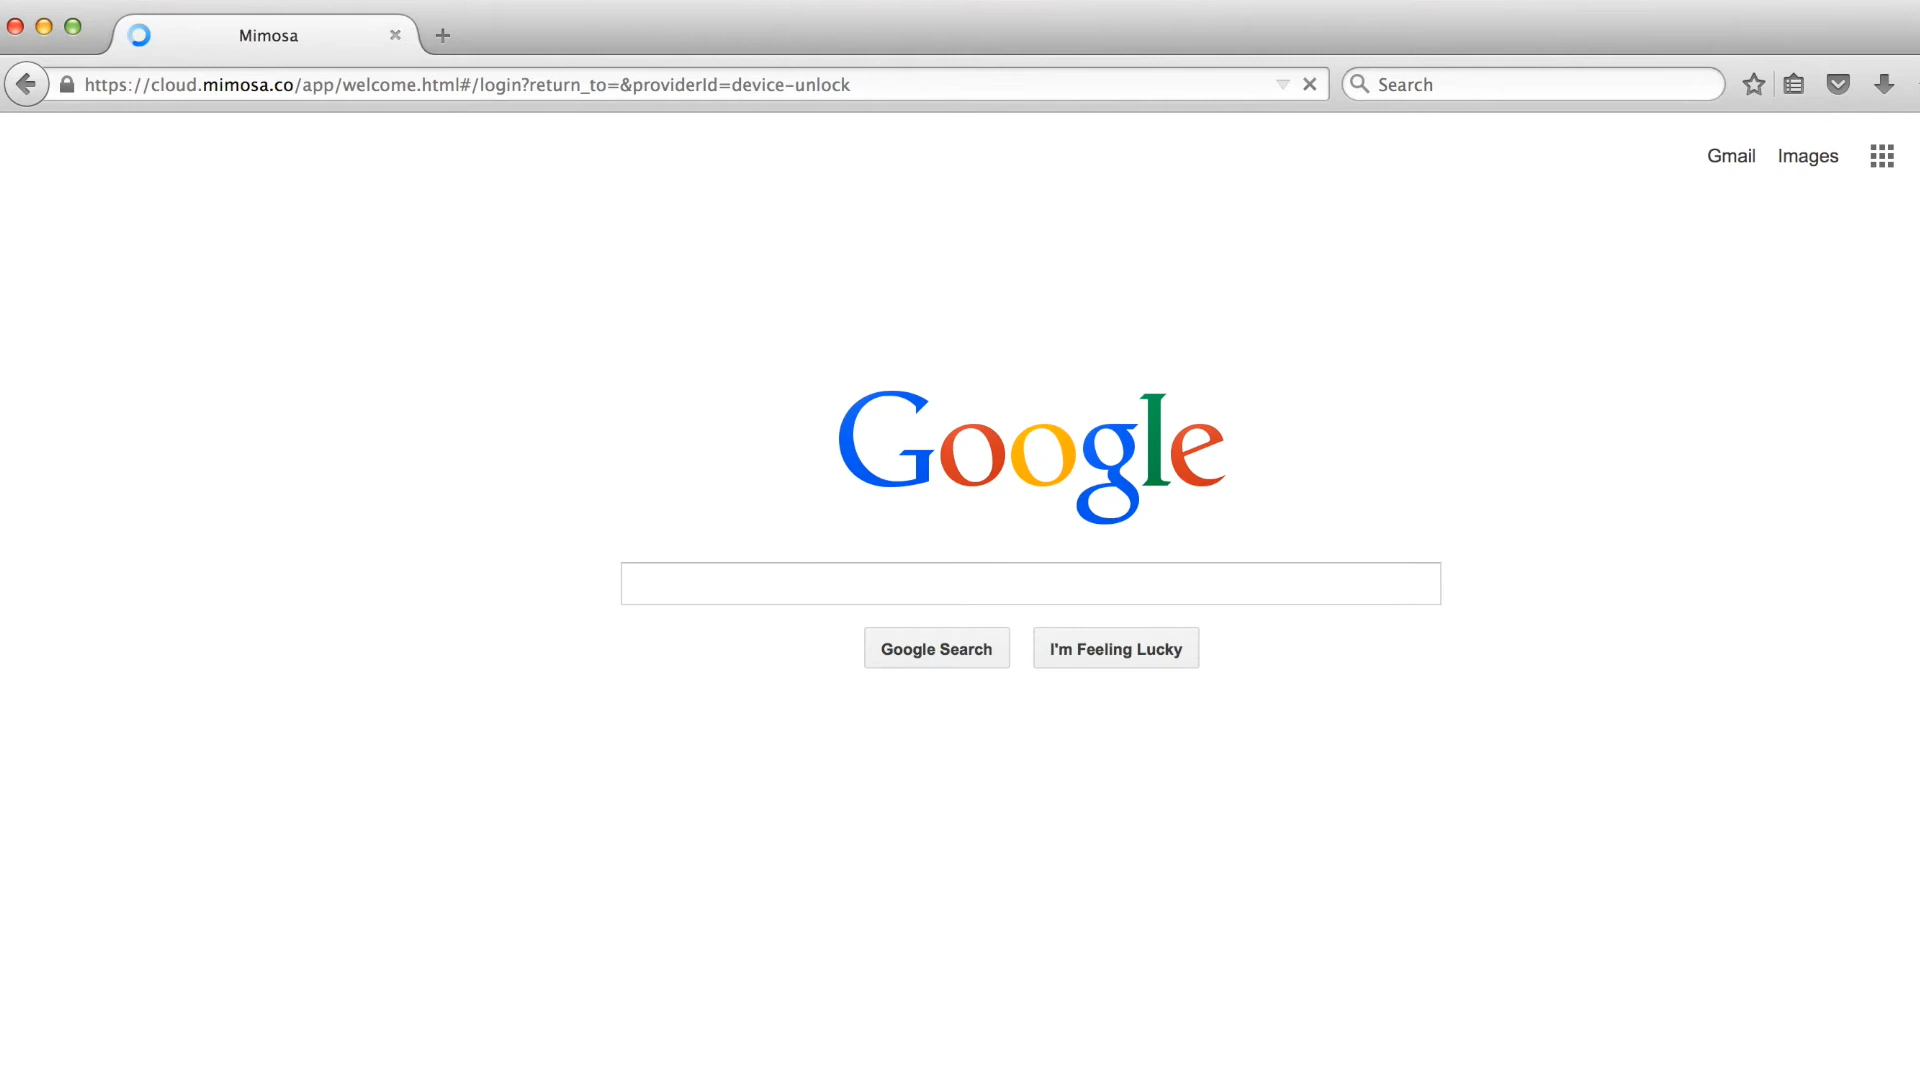 Mimosa
https://cloud.mimosa.co/app/welcome.html#/login?return_to=&providerId=device-unlock
Search
Gmail Images
Google
Google Search I'm Feeling Lucky